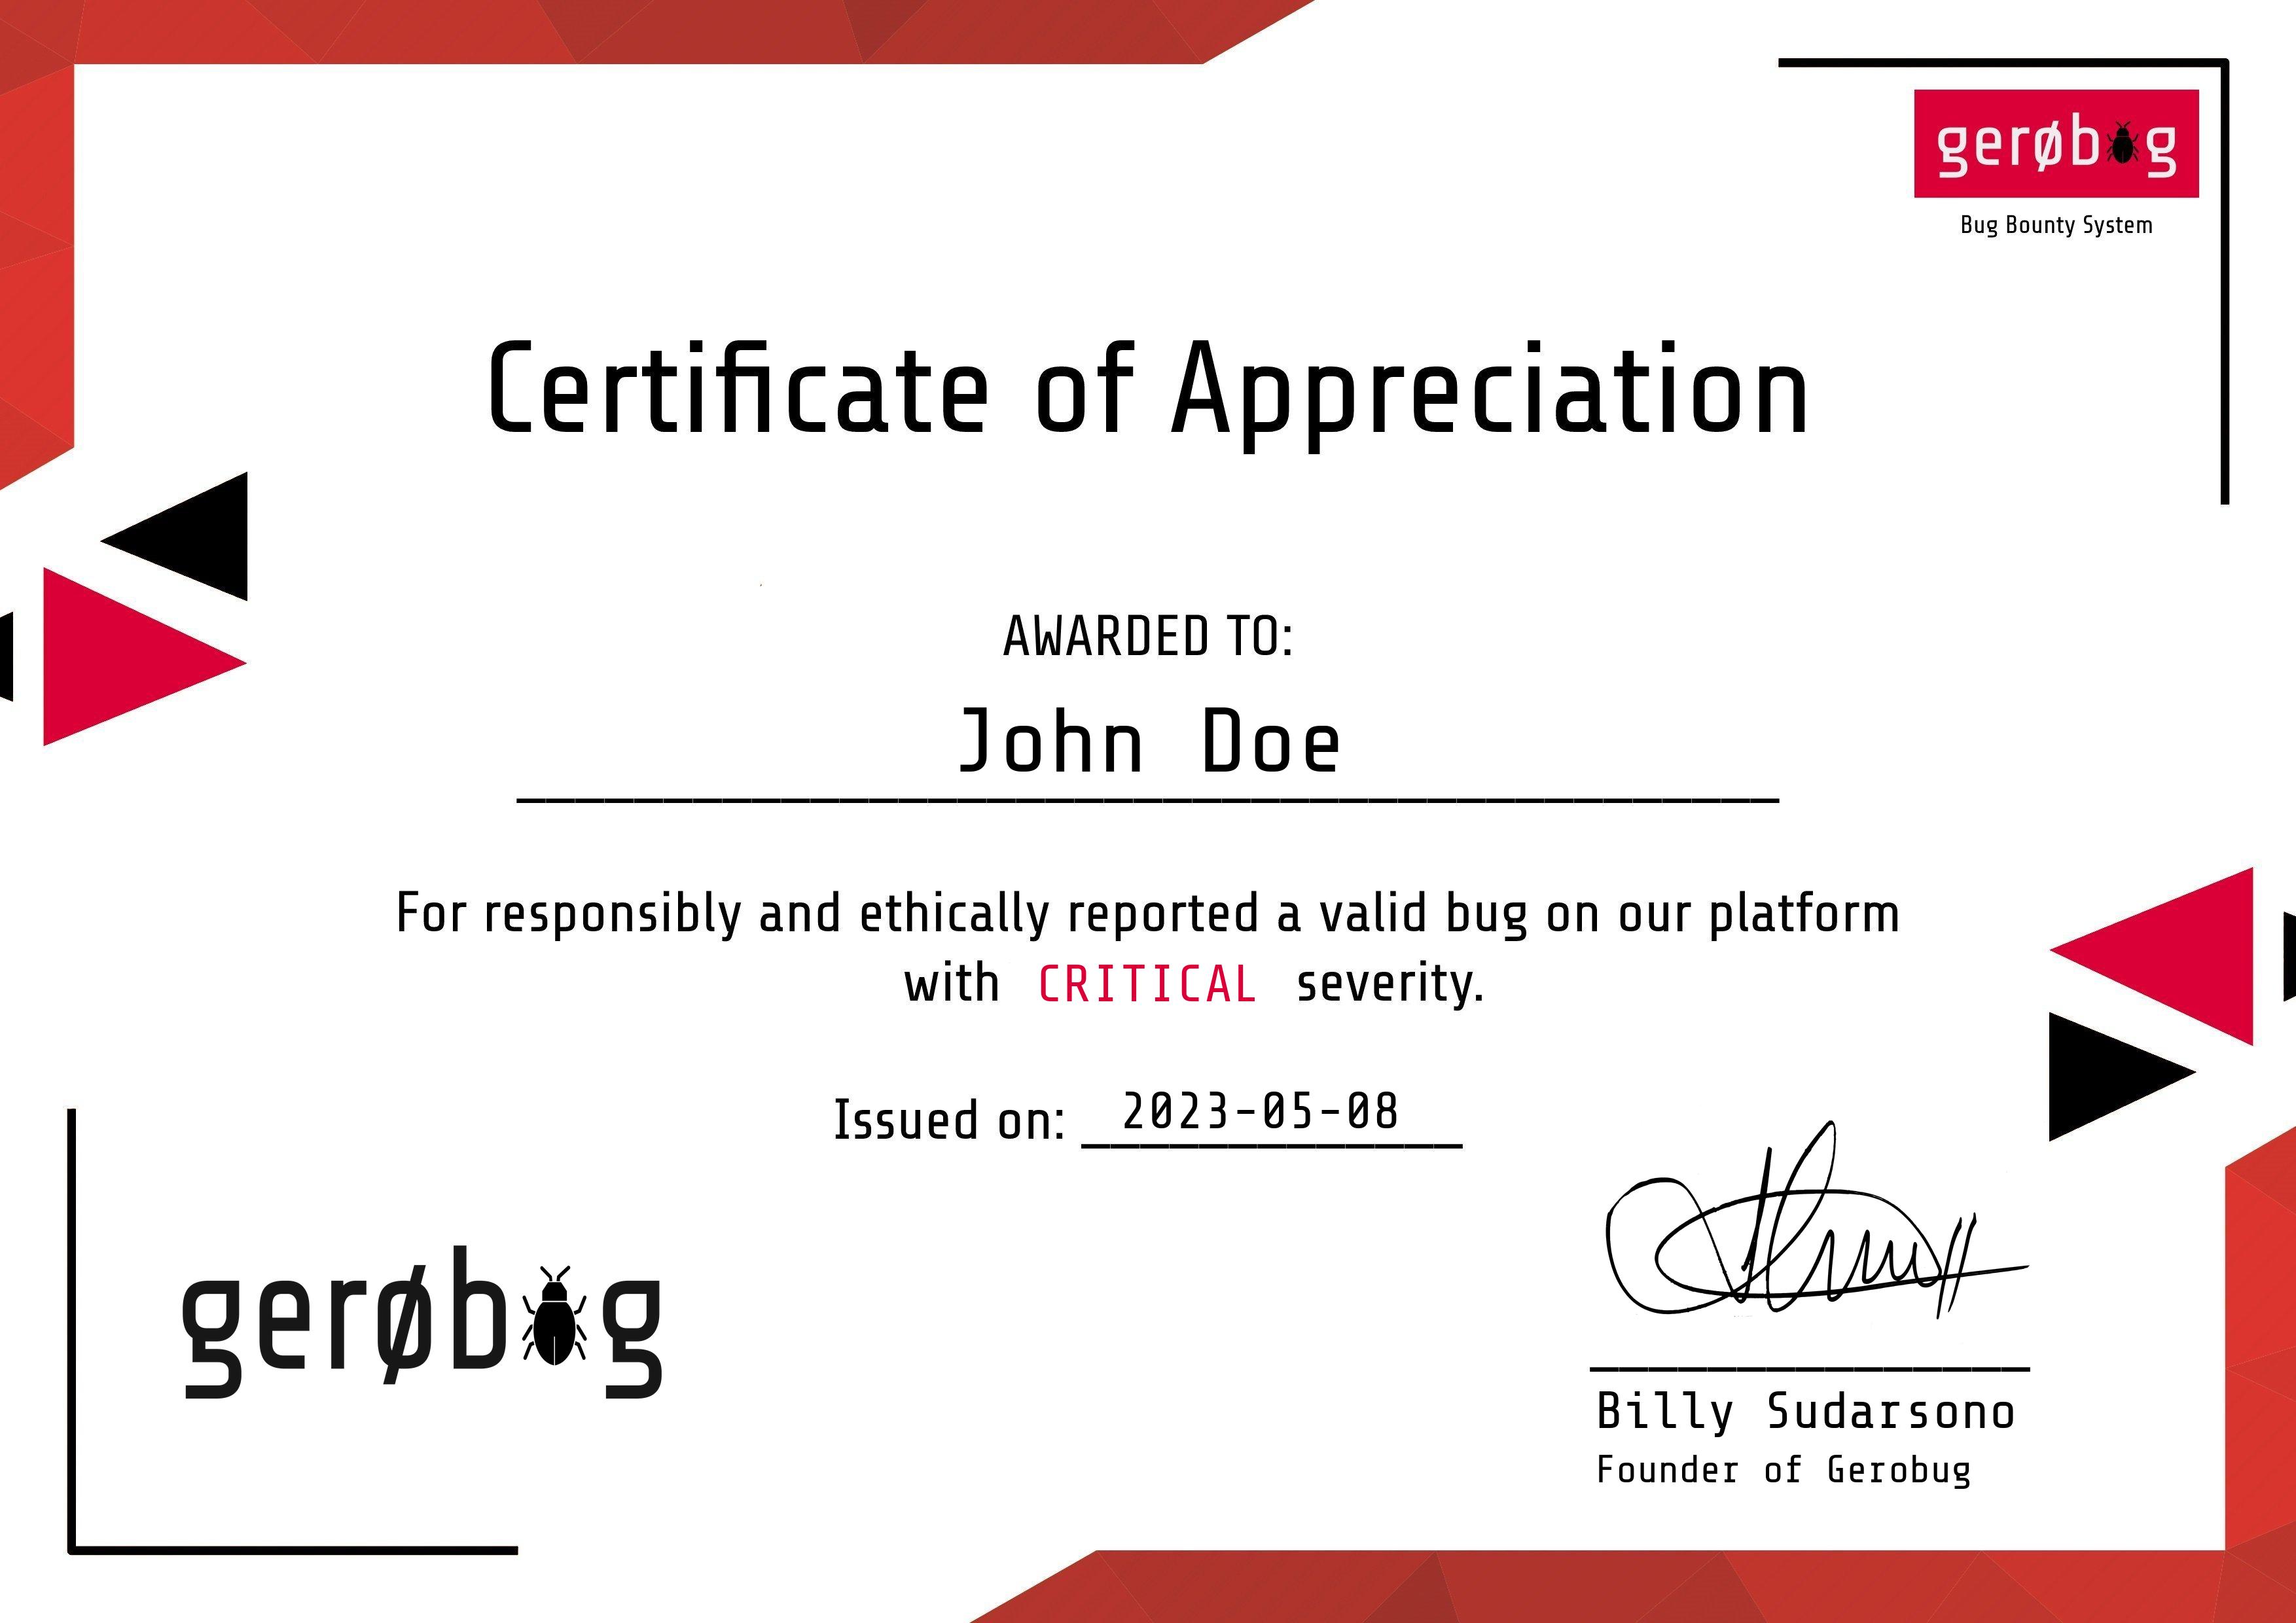 gerøbug
Bug Bounty System
Certificate of Appreciation
AWARDED TO:
John Doe
For responsibly and ethically reported a valid bug on our platform
with CRITICAL severity.
Issued on: 2023-05-08
gerøbug
Billy Sudarsono
Founder of Gerobug